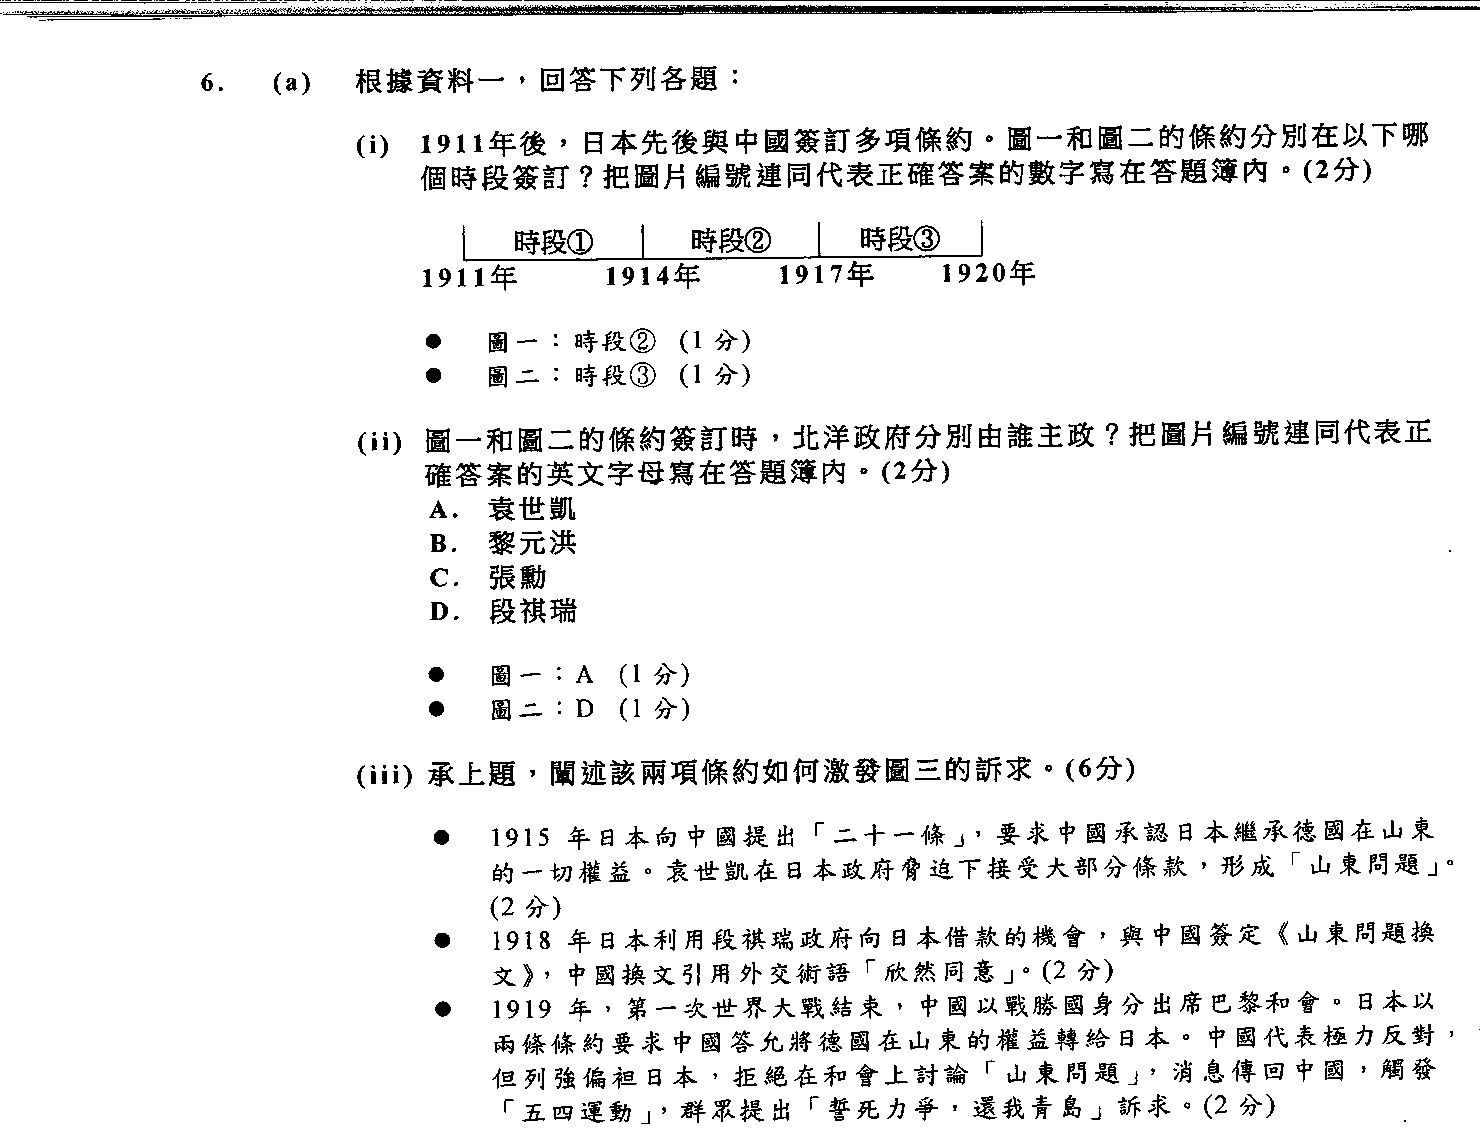 6. (a) 根據資料一，回答下列各題：
(i) 1911年後，日本先後與中國簽訂多項條約。圖一和圖二的條約分別在以下哪
個時段簽訂？把圖片編號連同代表正確答案的數字寫在答題簿內。(2分)
時段① 時段② 時段③
1911年 1914年 1917年 1920年
● 圖一：時段② (1 分)
● 圖二：時段③ (1 分)
(ii) 圖一和圖二的條約簽訂時，北洋政府分別由誰主政？把圖片編號連同代表正
確答案的英文字母寫在答題簿內。(2分)
A. 袁世凱
B. 黎元洪
C. 張勳
D. 段祺瑞
● 圖一：A (1 分)
● 圖二：D (1 分)
(iii) 承上題，闡述該兩項條約如何激發圖三的訴求。(6分)
● 1915 年日本向中國提出「二十一條」，要求中國承認日本繼承德國在山東
的一切權益。袁世凱在日本政府脅迫下接受大部分條款，形成「山東問題」。
(2 分)
● 1918 年日本利用段祺瑞政府向日本借款的機會，與中國簽定《山東問題換
文》，中國換文引用外交術語「欣然同意」。(2 分)
● 1919 年，第一次世界大戰結束，中國以戰勝國身分出席巴黎和會。日本以
兩條條約要求中國答允將德國在山東的權益轉給日本。中國代表極力反對，
但列強偏袒日本，拒絕在和會上討論「山東問題」，消息傳回中國，觸發
「五四運動」，群眾提出「誓死力爭，還我青島」訴求。(2 分)